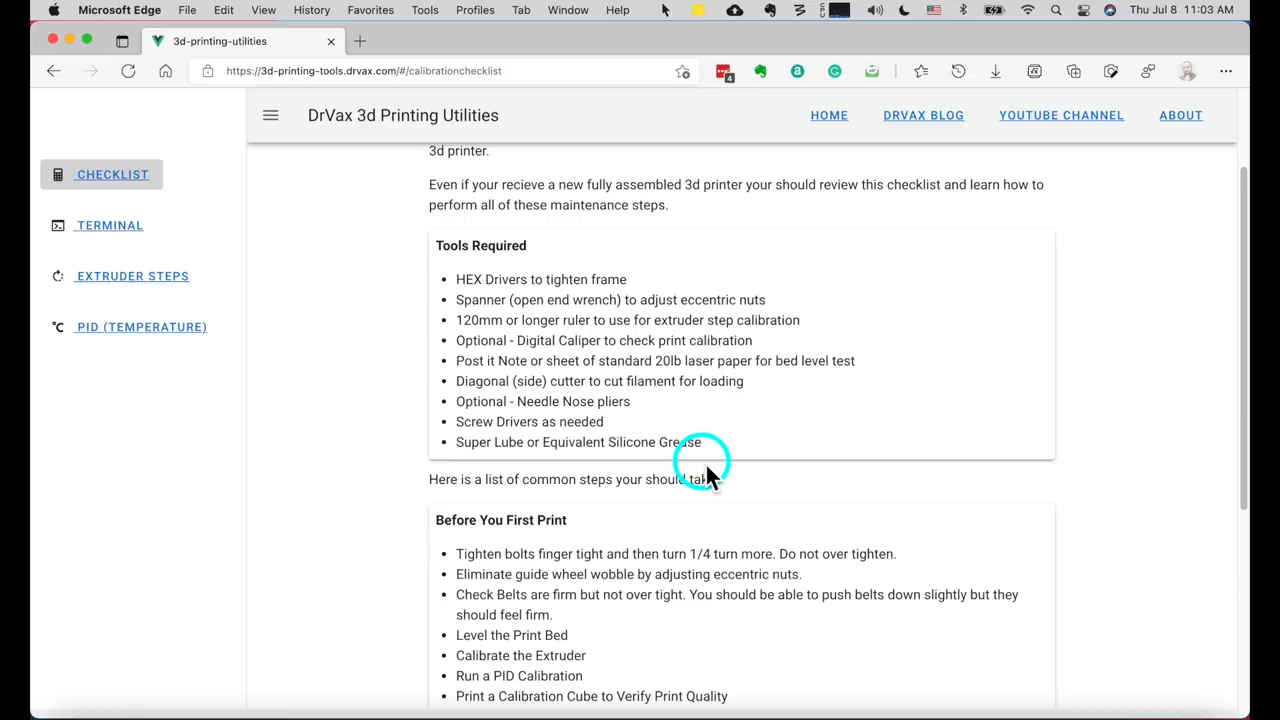 Microsoft Edge File Edit View History Favorites Tools Profiles Tab Window Help Thu Jul 8 11:03 AM
3d-printing-utilities
https://3d-printing-tools.drvax.com/#/calibrationchecklist
4
DrVax 3d Printing Utilities
HOME DRVAX BLOG YOUTUBE CHANNEL ABOUT
CHECKLIST
TERMINAL
EXTRUDER STEPS
℃ PID (TEMPERATURE)
3d printer.
Even if your recieve a new fully assembled 3d printer your should review this checklist and learn how to
perform all of these maintenance steps.
Tools Required
HEX Drivers to tighten frame
Spanner (open end wrench) to adjust eccentric nuts
120mm or longer ruler to use for extruder step calibration
Optional - Digital Caliper to check print calibration
Post it Note or sheet of standard 20lb laser paper for bed level test
Diagonal (side) cutter to cut filament for loading
Optional - Needle Nose pliers
Screw Drivers as needed
Super Lube or Equivalent Silicone Grease
Here is a list of common steps your should
Before You First Print
Tighten bolts finger tight and then turn 1/4 turn more. Do not over tighten.
Eliminate guide wheel wobble by adjusting eccentric nuts.
Check Belts are firm but not over tight. You should be able to push belts down slightly but they
should feel firm.
Level the Print Bed
Calibrate the Extruder
Run a PID Calibration
Print a Calibration Cube to Verify Print Quality